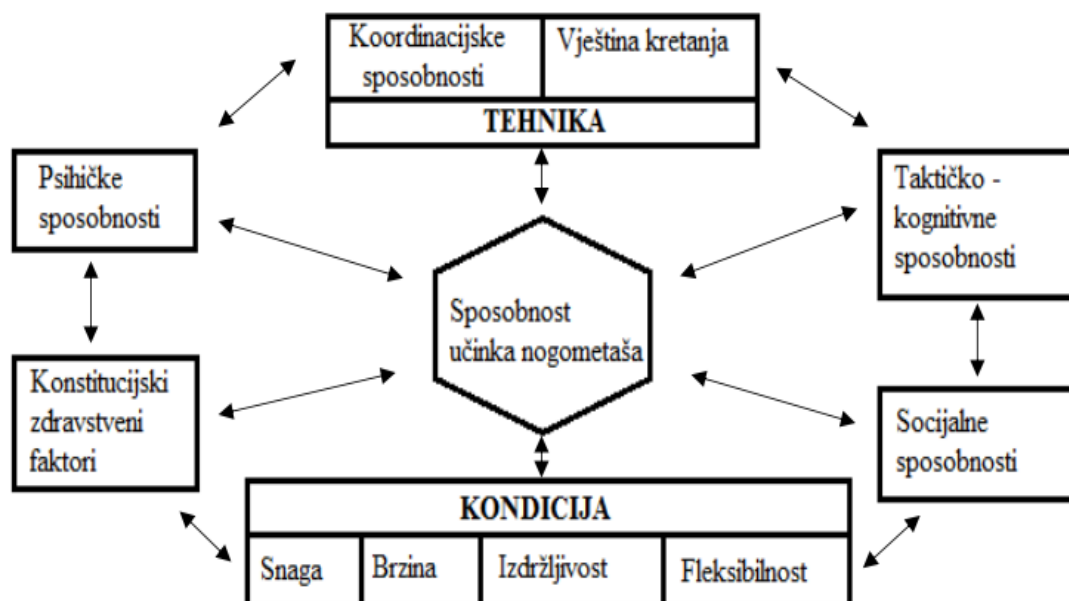 Koordinacijske
sposobnosti
Vještina kretanja
TEHNIKA
Psihičke
sposobnosti
Taktičko -
kognitivne
sposobnosti
Sposobnost
učinka nogometaša
Konstitucijski
zdravstveni
faktori
Socijalne
sposobnosti
KONDICIJA
Snaga
Brzina
Izdržljivost
Fleksibilnost